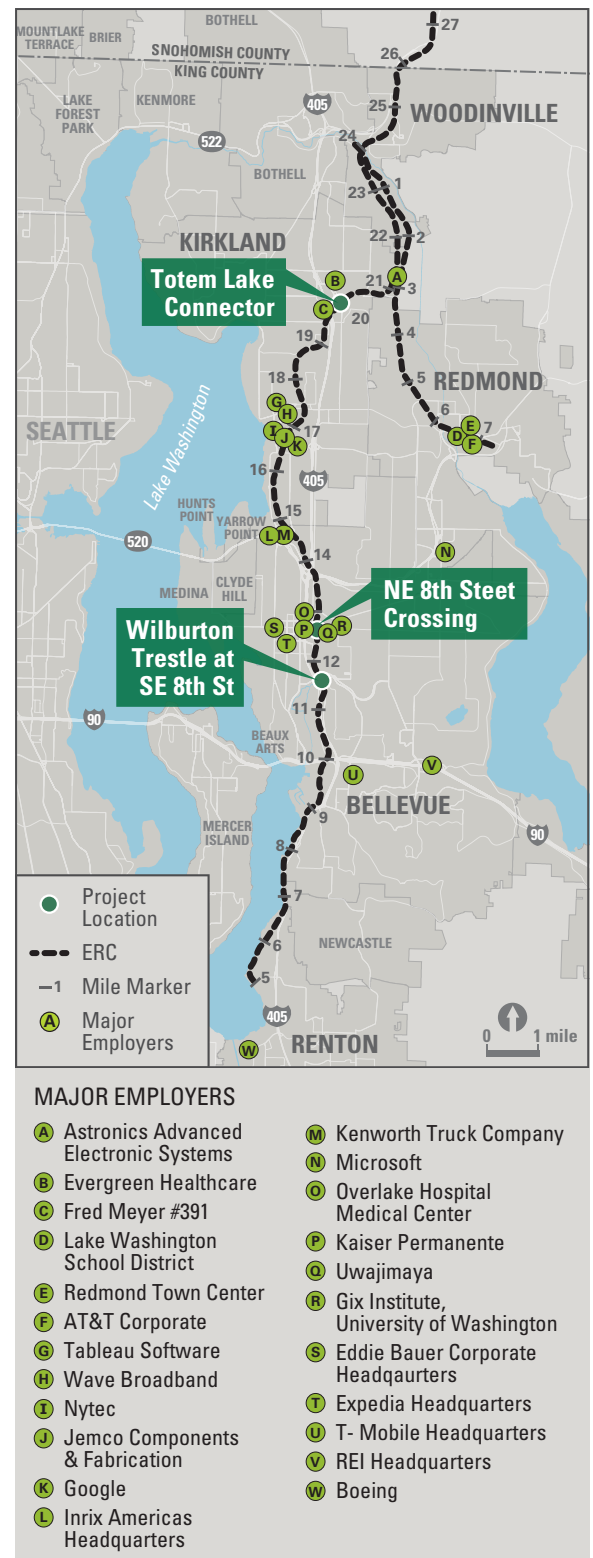 BOTHELL
27
MOUNTLAKE
TERRACE
BRIER
SNOHOMISH COUNTY
KING COUNTY
26
LAKE
FOREST
PARK
KENMORE
405
25
WOODINVILLE
522
24
BOTHELL
23
1
KIRKLAND
22
2
Totem Lake
Connector
B
21
A
3
C
20
19
4
18
5
REDMOND
G
H
6
E
7
SEATTLE
Lake Washington
I
J
K
17
D
F
16
405
HUNTS
POINT
YARROW
POINT
15
520
L
M
14
N
MEDINA
CLYDE
HILL
NE 8th Steet
Crossing
O
S
P
Q
R
T
Wilburton
Trestle at
SE 8th St
12
11
90
BEAUX
ARTS
10
U
V
BELLEVUE
9
90
MERCER
ISLAND
8
7
Project
Location
ERC
1 Mile Marker
A Major
Employers
6
NEWCASTLE
5
405
W
RENTON
0 1 mile
MAJOR EMPLOYERS
A Astronics Advanced
Electronic Systems
B Evergreen Healthcare
C Fred Meyer #391
D Lake Washington
School District
E Redmond Town Center
F AT&T Corporate
G Tableau Software
H Wave Broadband
I Nytec
J Jemco Components
& Fabrication
K Google
L Inrix Americas
Headquarters
M Kenworth Truck Company
N Microsoft
O Overlake Hospital
Medical Center
P Kaiser Permanente
Q Uwajimaya
R Gix Institute,
University of Washington
S Eddie Bauer Corporate
Headqaurters
T Expedia Headquarters
U T- Mobile Headquarters
V REI Headquarters
W Boeing